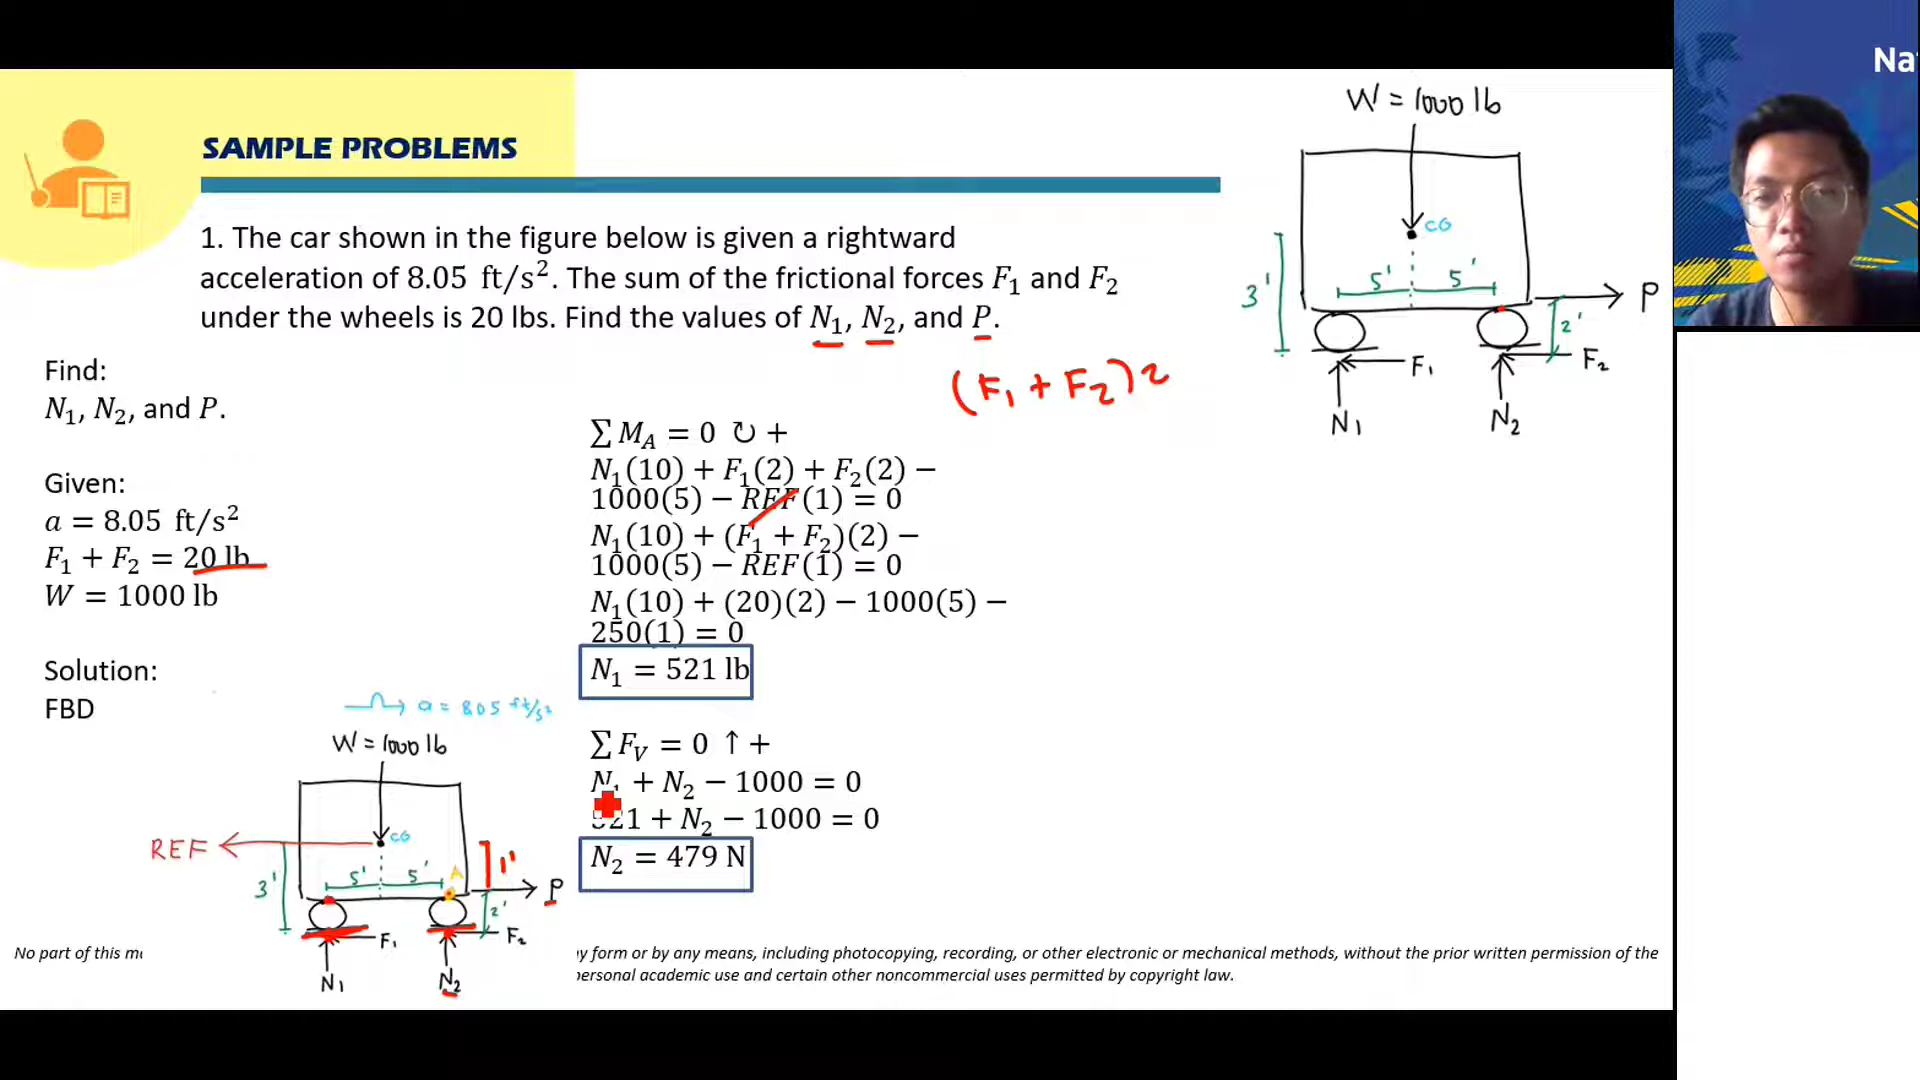 Na
SAMPLE PROBLEMS
1. The car shown in the figure below is given a rightward
acceleration of 8.05 ft/s². The sum of the frictional forces F₁ and F₂
under the wheels is 20 lbs. Find the values of N₁, N₂, and P.
Find:
N₁, N₂, and P.
Given:
a = 8.05 ft/s²
F₁ + F₂ = 20 lb
W = 1000 lb
Solution:
FBD
a = 8.05 ft/s²
W = 1000 lb
CG
REF
5' 5'
A
1'
3'
P
2'
F₁
F₂
N₁
N₂
(F₁ + F₂)2
∑ M_A = 0 ↻ +
N₁(10) + F₁(2) + F₂(2) −
1000(5) − REF(1) = 0
N₁(10) + (F₁ + F₂)(2) −
1000(5) − REF(1) = 0
N₁(10) + (20)(2) − 1000(5) −
250(1) = 0
N₁ = 521 lb
∑ F_V = 0 ↑ +
N₁ + N₂ − 1000 = 0
521 + N₂ − 1000 = 0
N₂ = 479 N
W = 1000 lb
CG
5' 5'
3'
P
2'
F₁
F₂
N₁
N₂
No part of this
y form or by any means, including photocopying, recording, or other electronic or mechanical methods, without the prior written permission of the
personal academic use and certain other noncommercial uses permitted by copyright law.